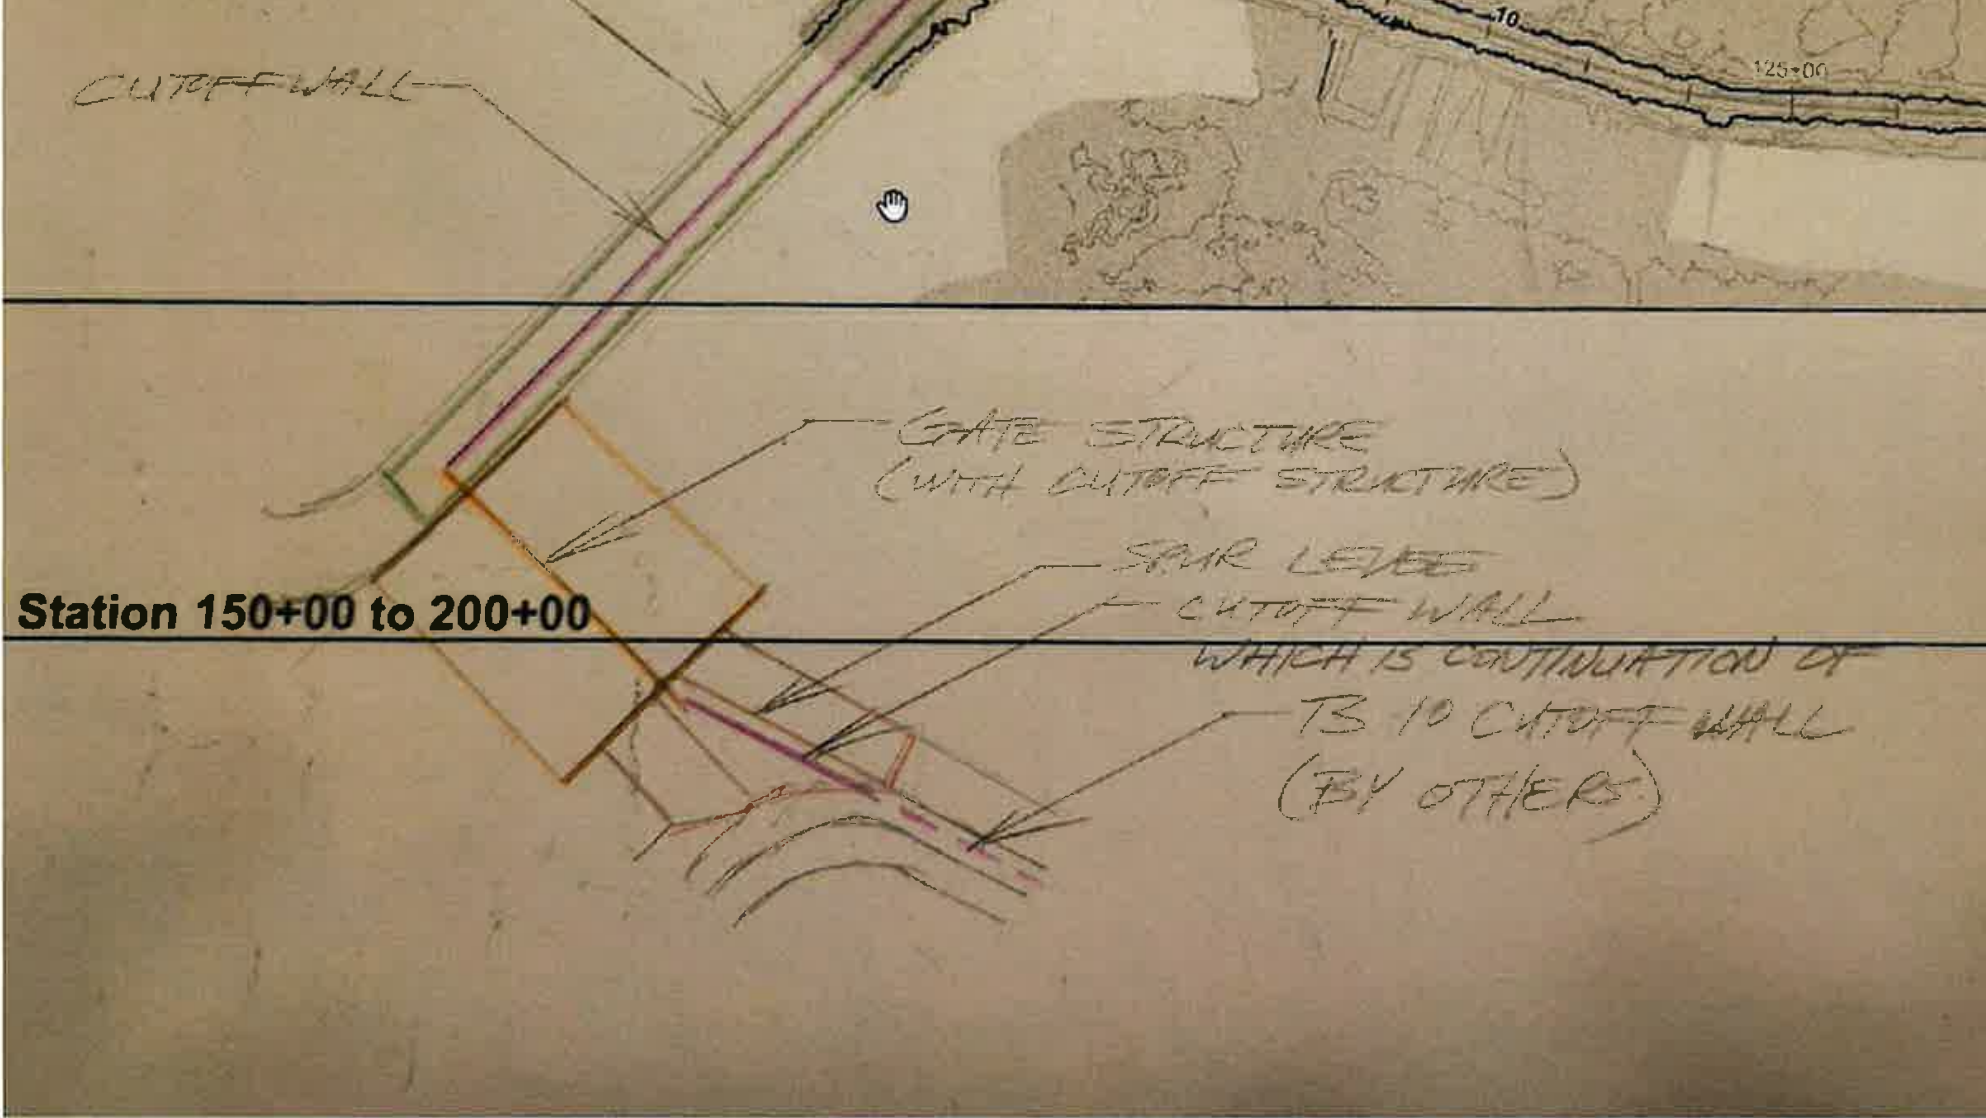 10
125+00
CUTOFF WALL
GATE STRUCTURE
(WITH CUTOFF STRUCTURE)
SPUR LEVEE
Station 150+00 to 200+00
CUTOFF WALL
WHICH IS CONTINUATION OF
TS 10 CUTOFF WALL
(BY OTHERS)